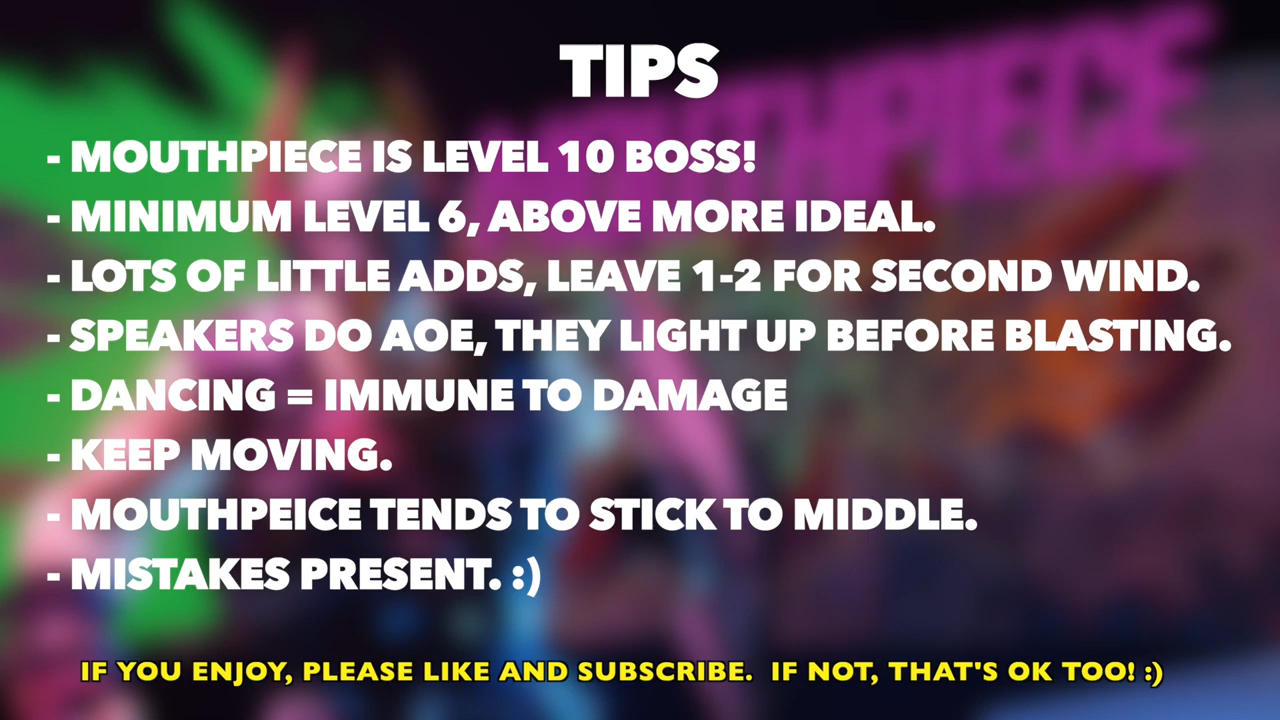 TIPS
MOUTHPIECE
- MOUTHPIECE IS LEVEL 10 BOSS!
- MINIMUM LEVEL 6, ABOVE MORE IDEAL.
- LOTS OF LITTLE ADDS, LEAVE 1-2 FOR SECOND WIND.
- SPEAKERS DO AOE, THEY LIGHT UP BEFORE BLASTING.
- DANCING = IMMUNE TO DAMAGE
- KEEP MOVING.
- MOUTHPEICE TENDS TO STICK TO MIDDLE.
- MISTAKES PRESENT. :)
IF YOU ENJOY, PLEASE LIKE AND SUBSCRIBE.  IF NOT, THAT'S OK TOO! :)